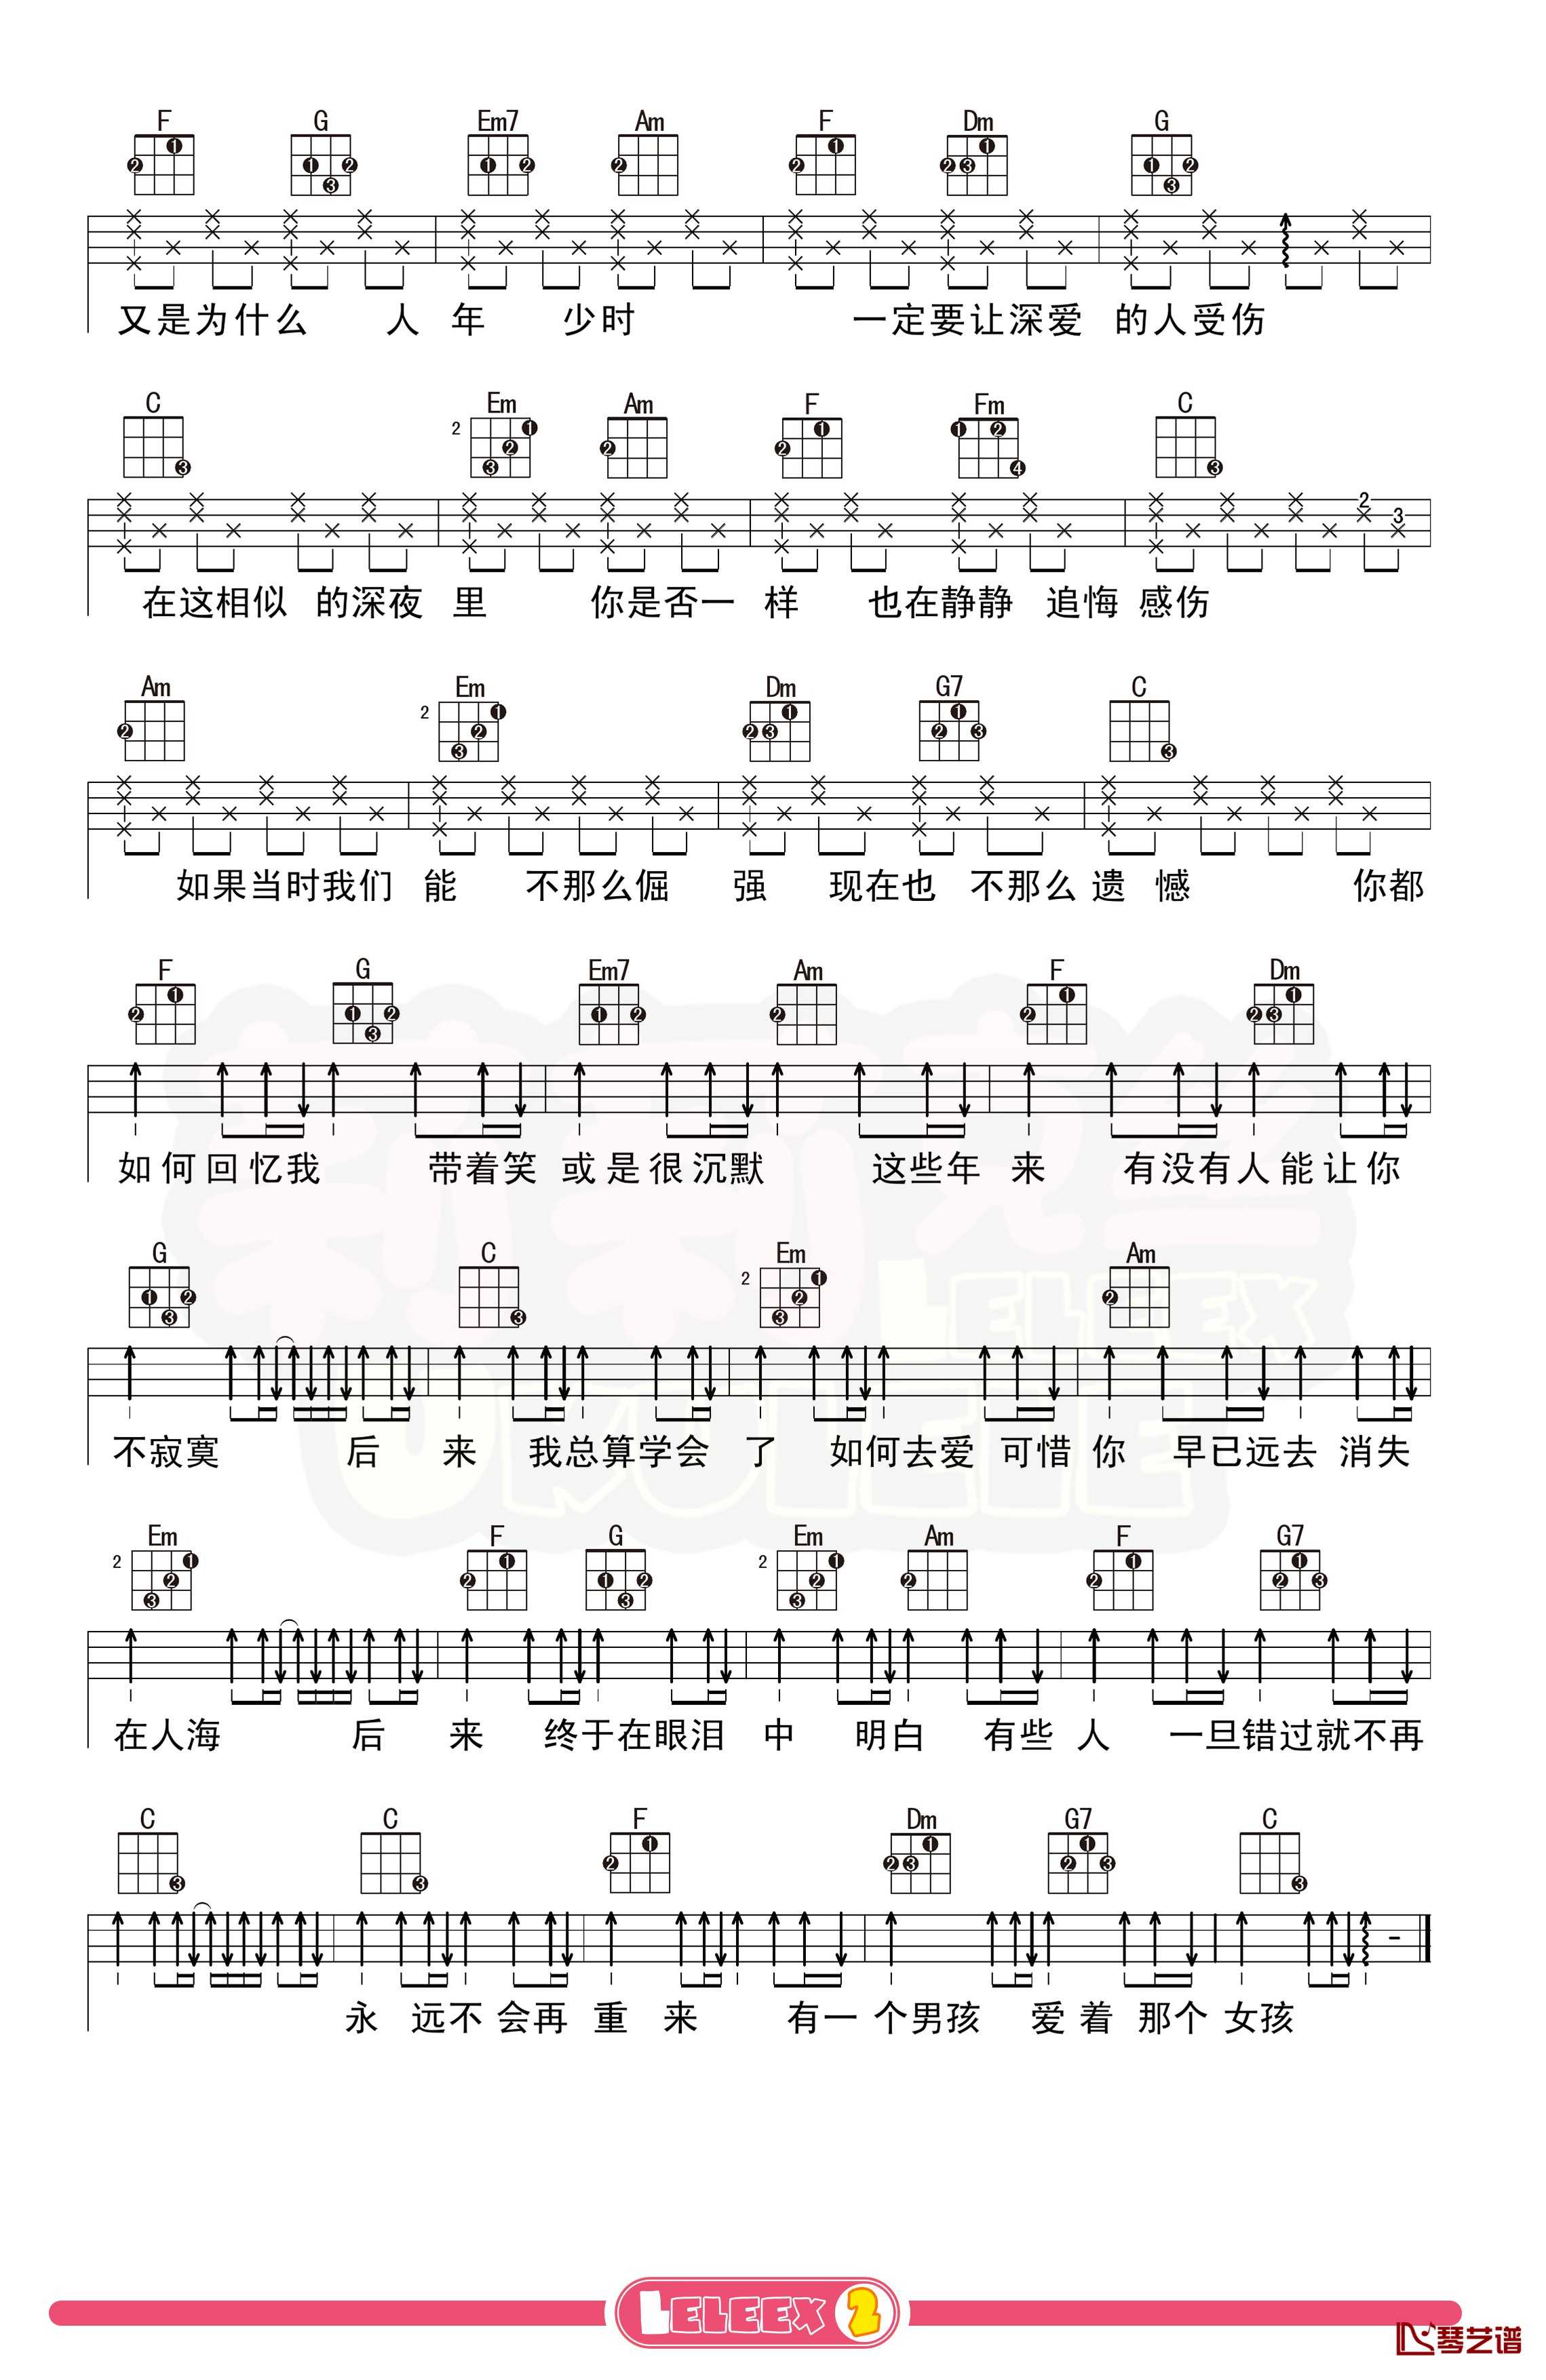 F G Em7 Am F Dm G
又是为什么 人 年 少时 一定要让深爱 的人受伤
C Em Am F Fm C
2
2 3
在这相似 的深夜 里 你是否一 样 也在静静 追悔 感伤
Am Em Dm G7 C
2
如果当时我们 能 不那么倔 强 现在也 不那么 遗 憾 你都
F G Em7 Am F Dm
如何回忆我 带着笑 或是很沉默 这些年 来 有没有人能让你
G C Em Am
2
不寂寞 后 来 我总算学会 了 如何去爱 可惜 你 早已远去 消失
Em F G Em Am F G7
2 2
在人海 后 来 终于在眼泪 中 明白 有些 人 一旦错过就不再
C C F Dm G7 C
永 远不 会再 重 来 有一 个男孩 爱 着 那个 女孩
LELEEX 2
琴艺谱
LELEEX
UKULELE